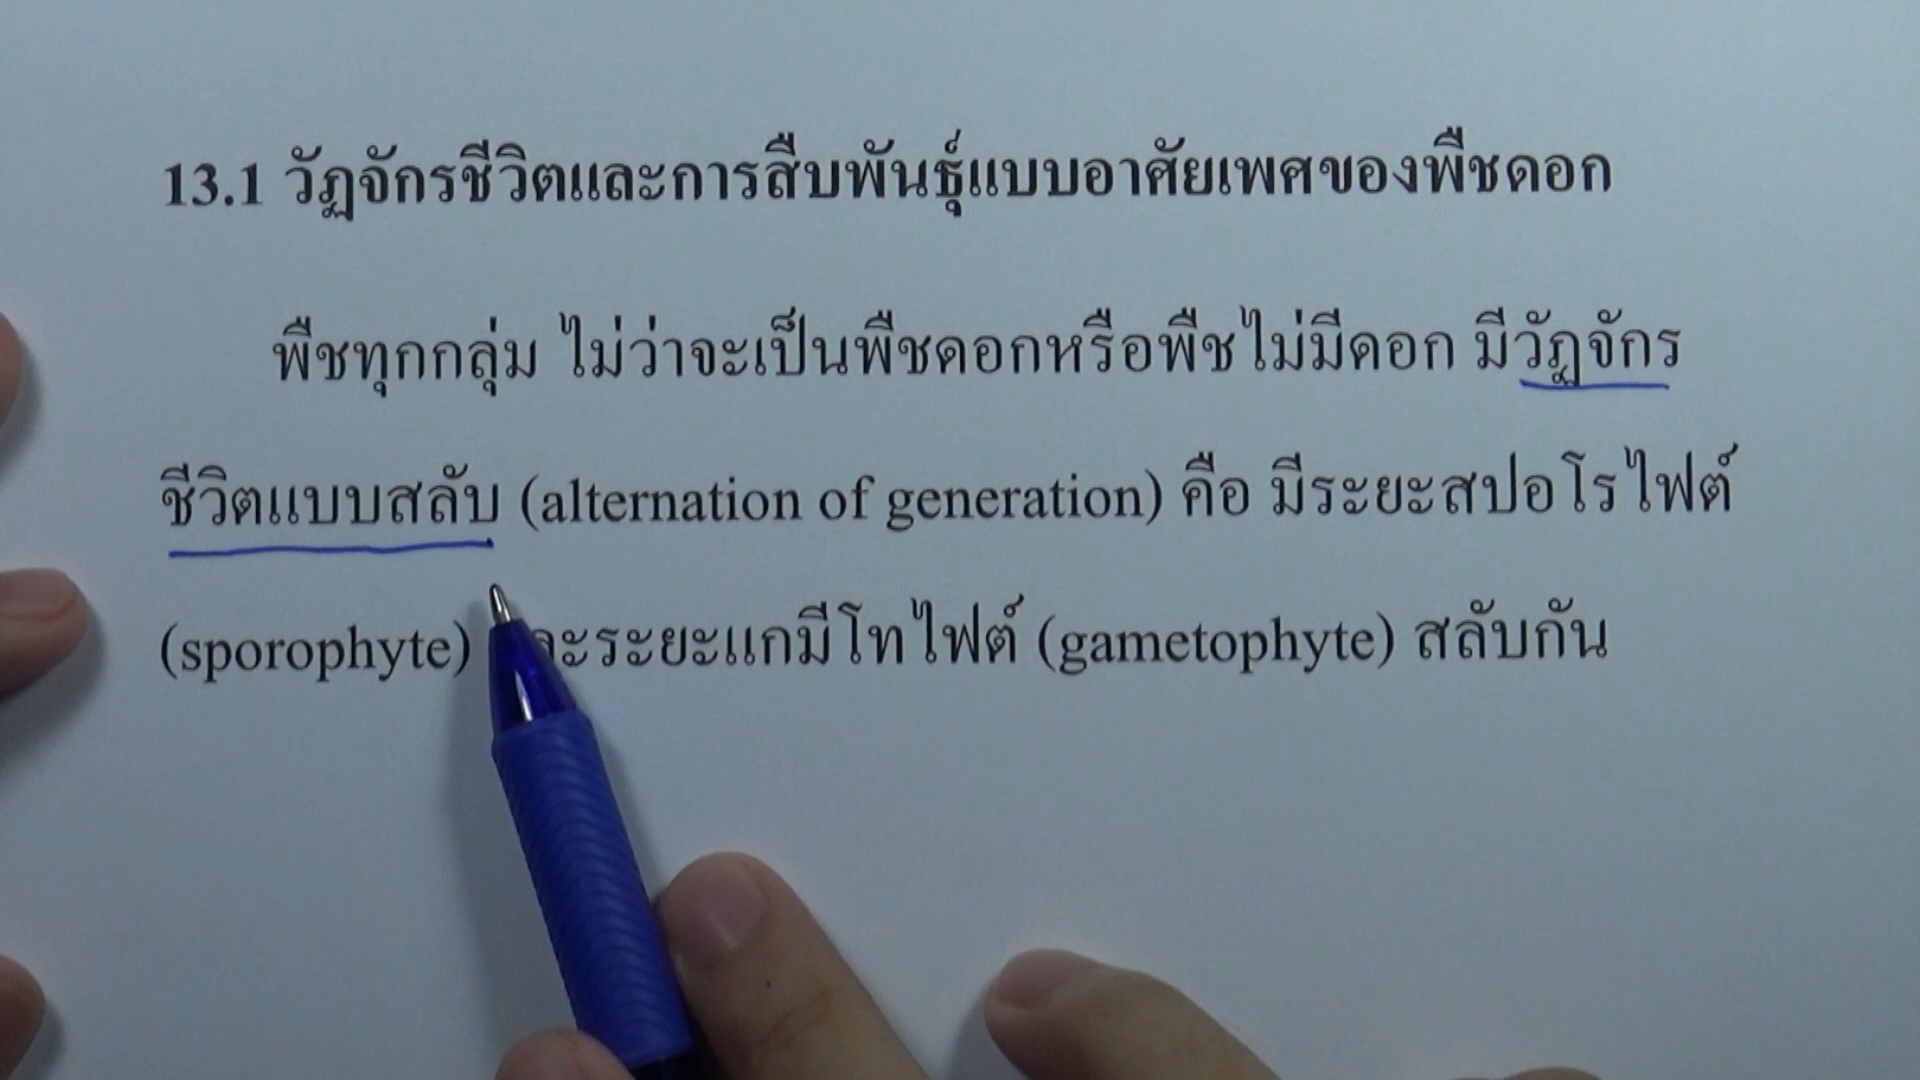 13.1 วัฏจักรชีวิตและการสืบพันธุ์แบบอาศัยเพศของพืชดอก
พืชทุกกลุ่ม ไม่ว่าจะเป็นพืชดอกหรือพืชไม่มีดอก มีวัฏจักร
ชีวิตแบบสลับ (alternation of generation) คือ มีระยะสปอโรไฟต์
(sporophyte) ระยะแกมีโทไฟต์ (gametophyte) สลับกัน